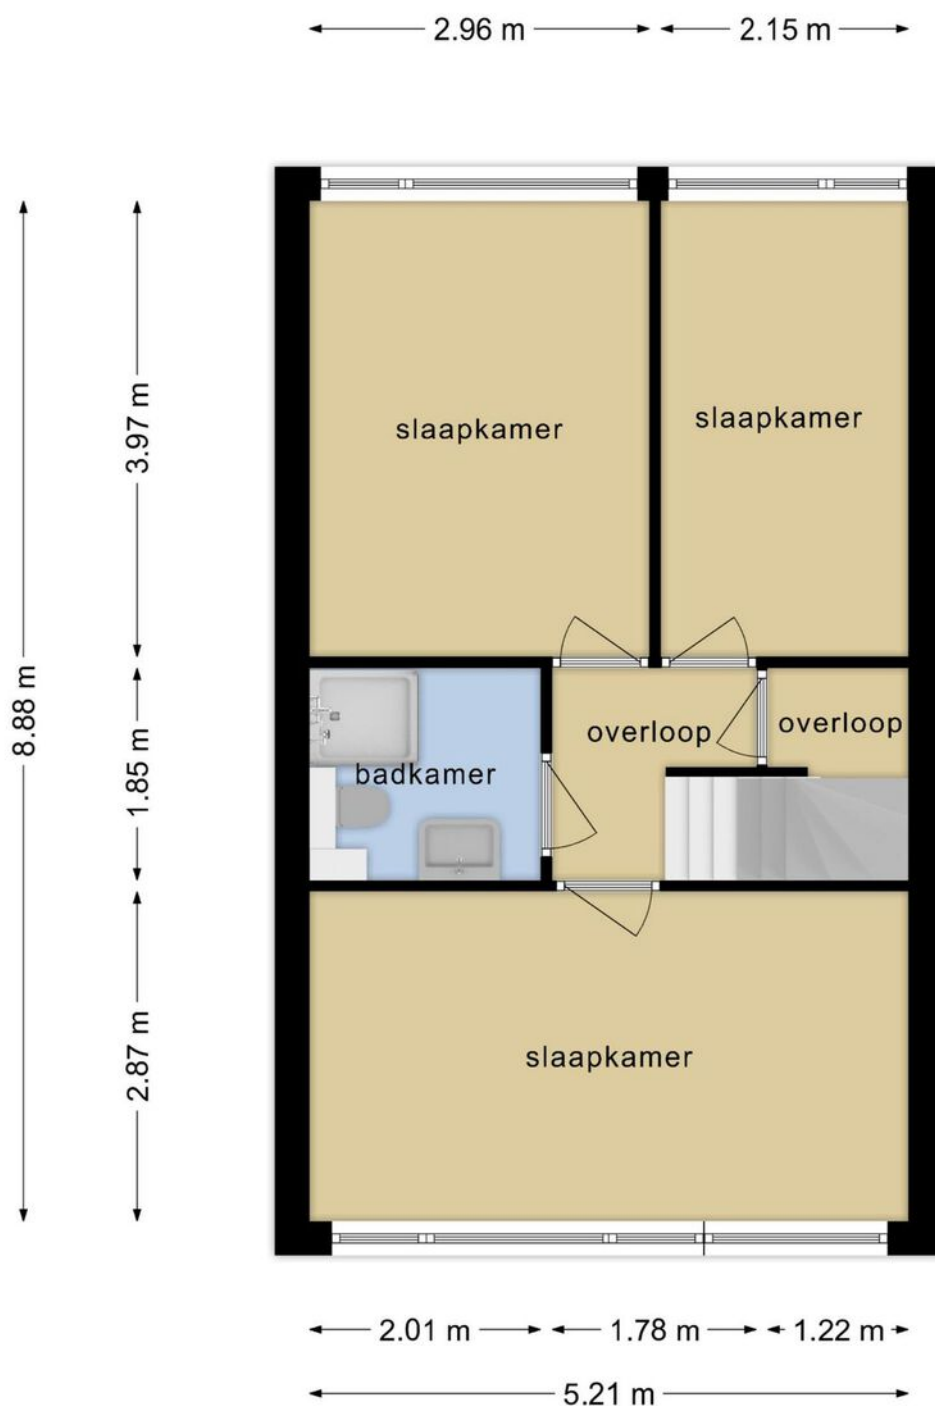 2.96 m
2.15 m
3.97 m
slaapkamer
slaapkamer
8.88 m
1.85 m
overloop
overloop
badkamer
2.87 m
slaapkamer
2.01 m
1.78 m
1.22 m
5.21 m